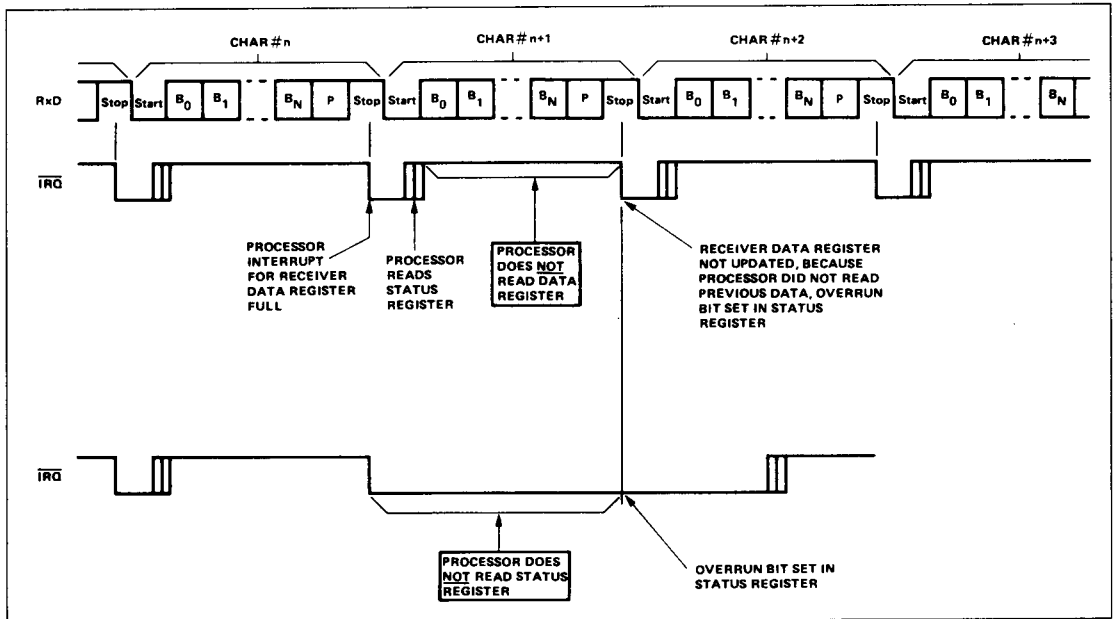 CHAR#n CHAR#n+1 CHAR#n+2 CHAR#n+3
RxD Stop Start B0 B1 BN P Stop Start B0 B1 BN P Stop Start B0 B1 BN P Stop Start B0 B1 BN
IRQ
PROCESSOR
INTERRUPT
FOR RECEIVER
DATA REGISTER
FULL
PROCESSOR
READS
STATUS
REGISTER
PROCESSOR
DOES NOT
READ DATA
REGISTER
RECEIVER DATA REGISTER
NOT UPDATED, BECAUSE
PROCESSOR DID NOT READ
PREVIOUS DATA, OVERRUN
BIT SET IN STATUS
REGISTER
IRQ
PROCESSOR DOES
NOT READ STATUS
REGISTER
OVERRUN BIT SET IN
STATUS REGISTER